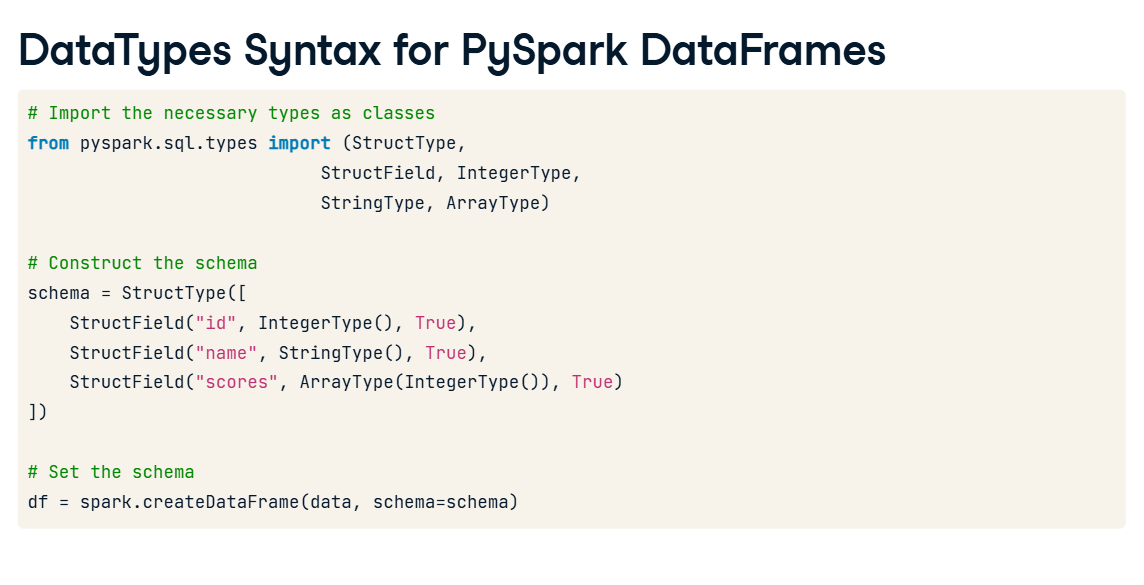 DataTypes Syntax for PySpark DataFrames
# Import the necessary types as classes
from pyspark.sql.types import (StructType,
                            StructField, IntegerType,
                            StringType, ArrayType)

# Construct the schema
schema = StructType([
    StructField("id", IntegerType(), True),
    StructField("name", StringType(), True),
    StructField("scores", ArrayType(IntegerType()), True)
])

# Set the schema
df = spark.createDataFrame(data, schema=schema)